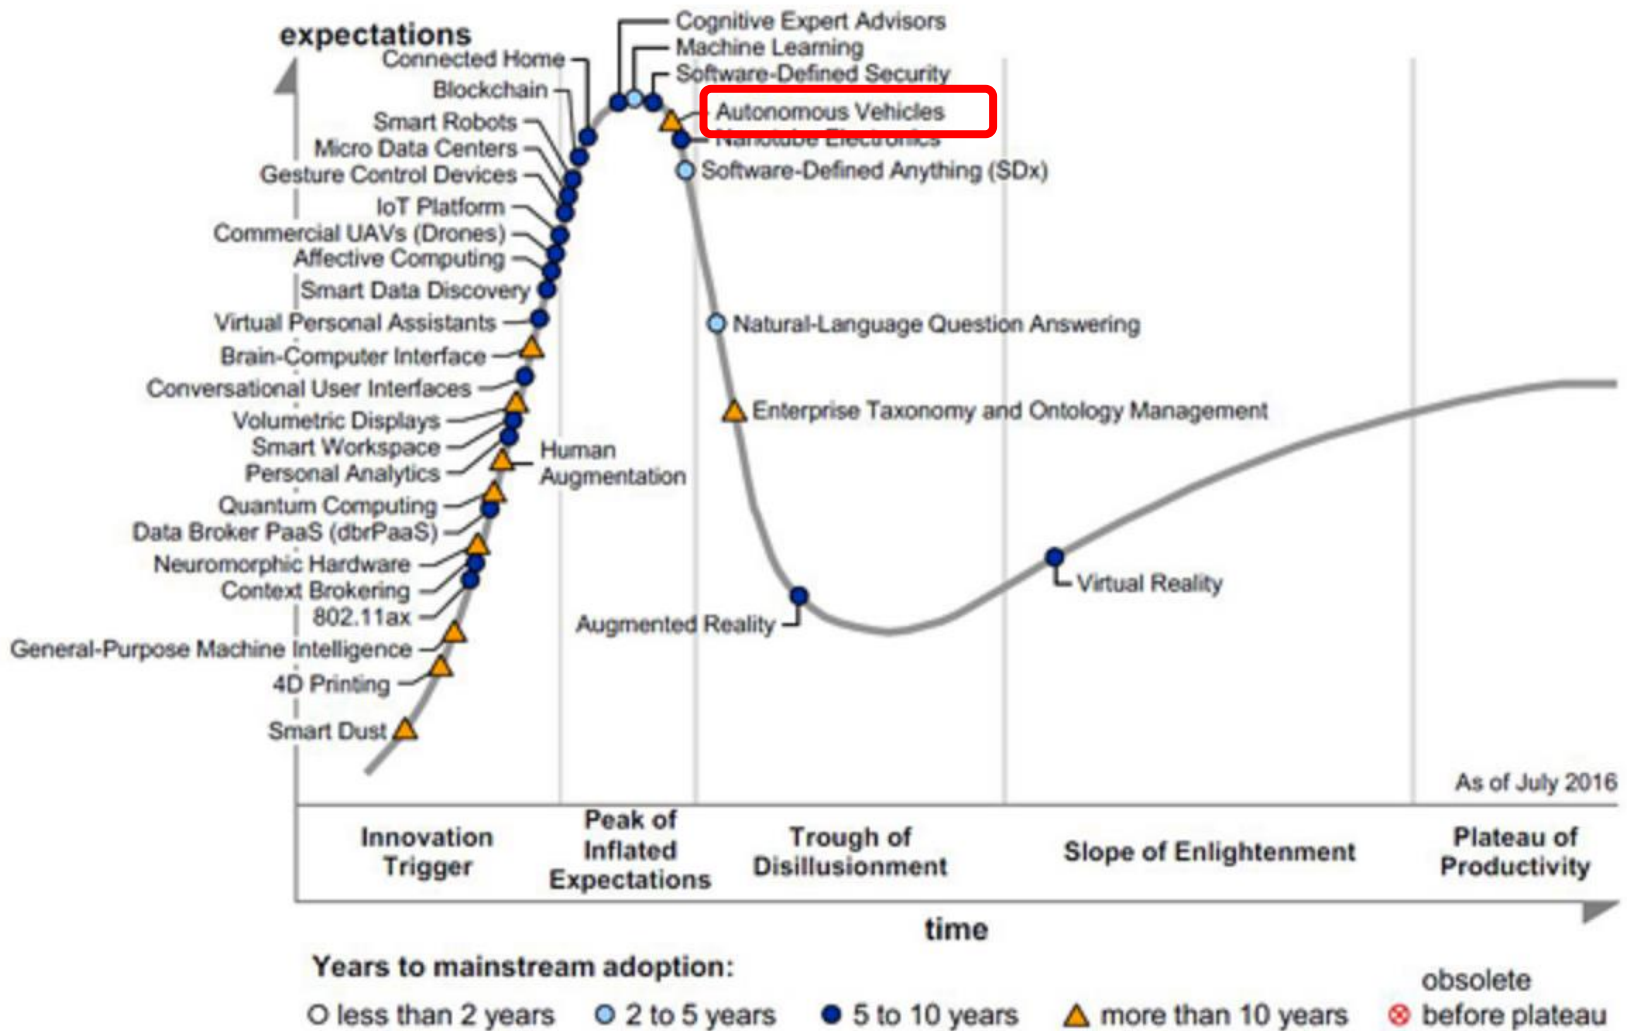 expectations
Cognitive Expert Advisors
Connected Home
Machine Learning
Software-Defined Security
Blockchain
Autonomous Vehicles
Smart Robots
Nanotube Electronics
Micro Data Centers
Gesture Control Devices
Software-Defined Anything (SDx)
IoT Platform
Commercial UAVs (Drones)
Affective Computing
Smart Data Discovery
Virtual Personal Assistants
Natural-Language Question Answering
Brain-Computer Interface
Conversational User Interfaces
Enterprise Taxonomy and Ontology Management
Volumetric Displays
Smart Workspace
Human
Augmentation
Personal Analytics
Quantum Computing
Data Broker PaaS (dbrPaaS)
Neuromorphic Hardware
Context Brokering
Virtual Reality
802.11ax
Augmented Reality
General-Purpose Machine Intelligence
4D Printing
Smart Dust
As of July 2016
Innovation
Trigger
Peak of
Inflated
Expectations
Trough of
Disillusionment
Slope of Enlightenment
Plateau of
Productivity
time
Years to mainstream adoption:
less than 2 years
2 to 5 years
5 to 10 years
more than 10 years
obsolete
before plateau